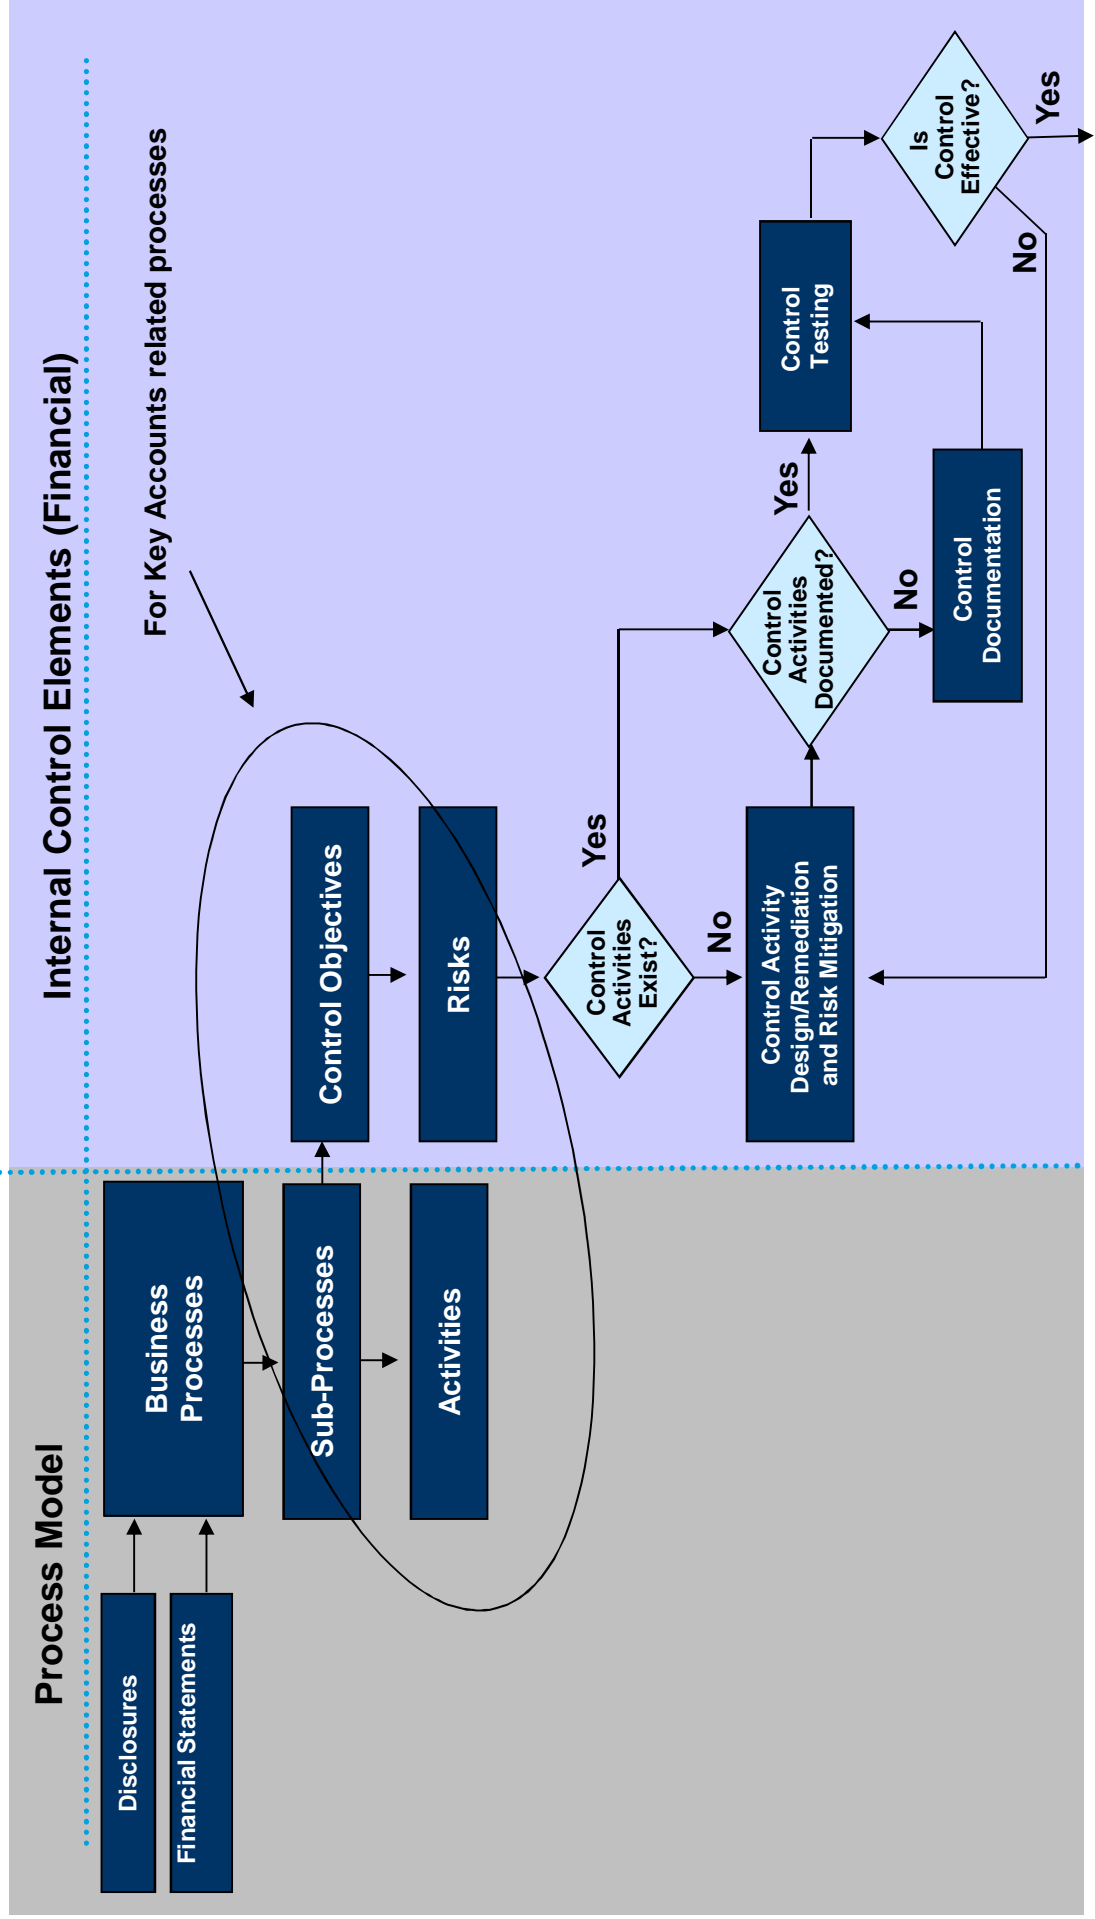 Process Model
Internal Control Elements (Financial)
Disclosures
Financial Statements
Business
Processes
For Key Accounts related processes
Sub-Processes
Control Objectives
Activities
Risks
Control
Activities
Exist?
Yes
No
Control Activity
Design/Remediation
and Risk Mitigation
Control
Activities
Documented?
Yes
No
Control
Testing
Control
Documentation
Is
Control
Effective?
No
Yes